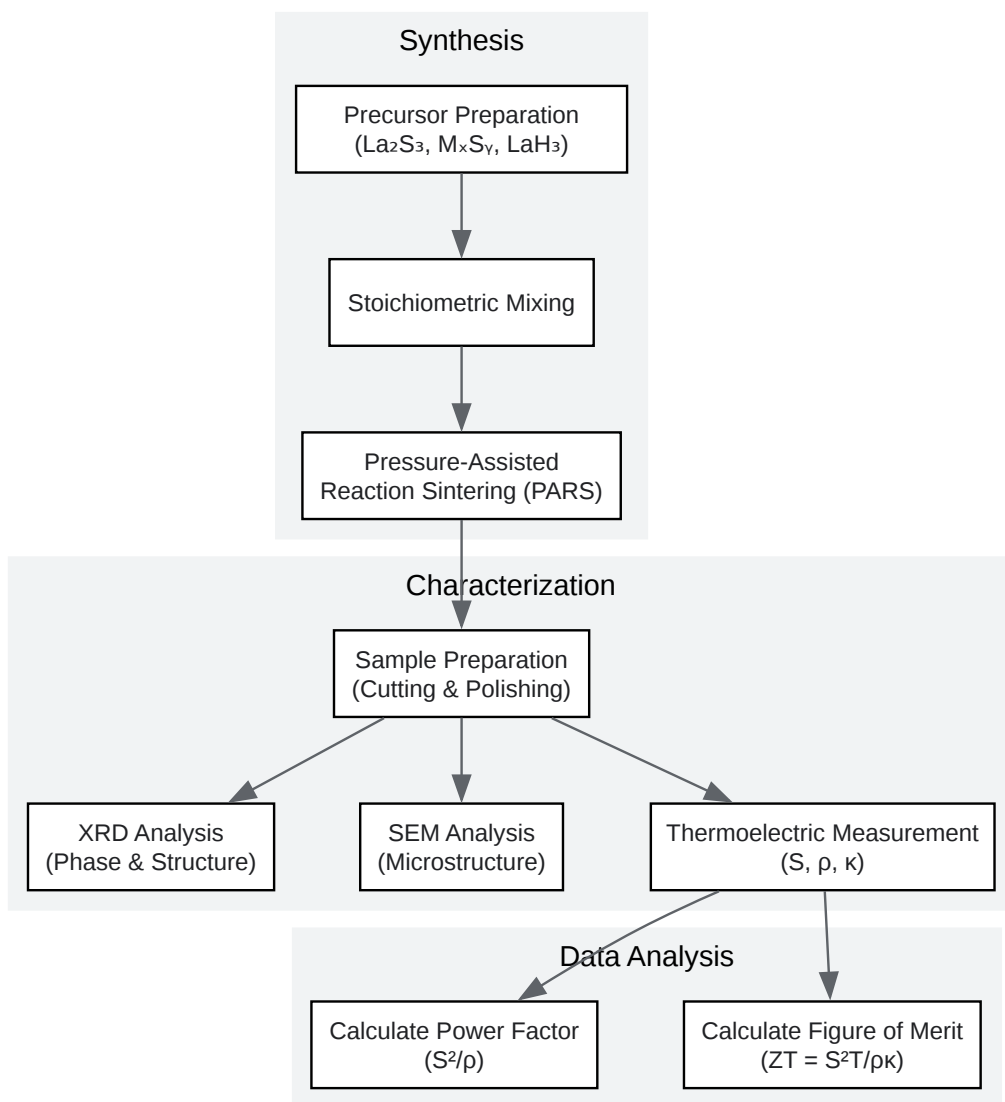 Synthesis
Precursor Preparation
(La₂S₃, MₓSᵧ, LaH₃)
Stoichiometric Mixing
Pressure-Assisted
Reaction Sintering (PARS)
Characterization
Sample Preparation
(Cutting & Polishing)
XRD Analysis
(Phase & Structure)
SEM Analysis
(Microstructure)
Thermoelectric Measurement
(S, ρ, κ)
Data Analysis
Calculate Power Factor
(S²/ρ)
Calculate Figure of Merit
(ZT = S²T/ρκ)